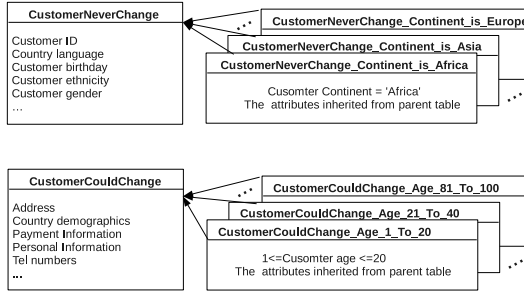 CustomerNeverChange
Customer ID
Country language
Customer birthday
Customer ethnicity
Customer gender
...
CustomerNeverChange_Continent_is_Europe
CustomerNeverChange_Continent_is_Asia
CustomerNeverChange_Continent_is_Africa
Cusomter Continent = 'Africa'
The attributes inherited from parent table
CustomerCouldChange
Address
Country demographics
Payment Information
Personal Information
Tel numbers
...
CustomerCouldChange_Age_81_To_100
CustomerCouldChange_Age_21_To_40
CustomerCouldChange_Age_1_To_20
1<=Cusomter age <=20
The attributes inherited from parent table